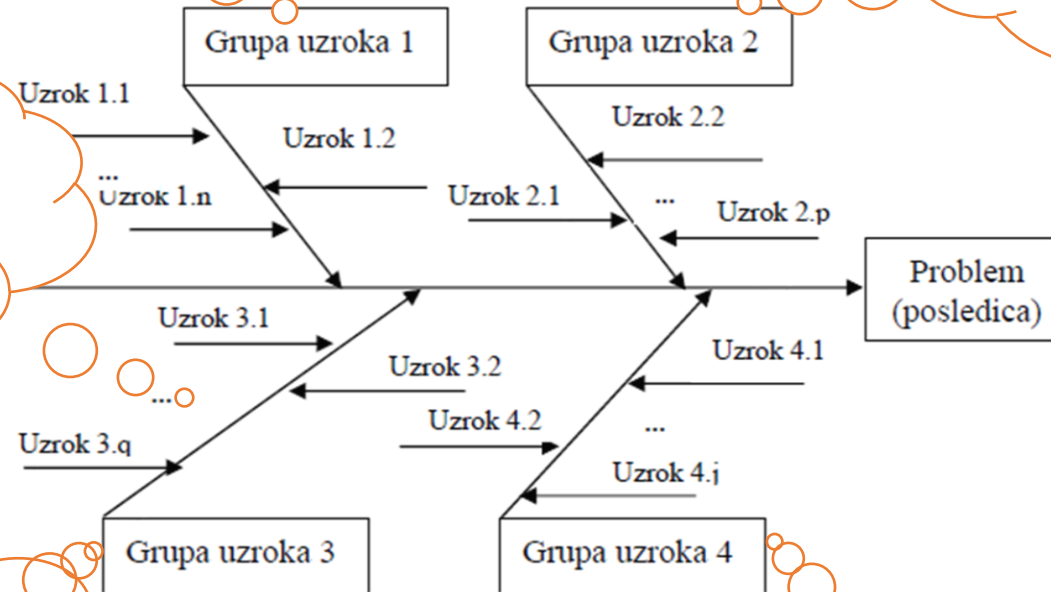 Grupa uzroka 1
Grupa uzroka 2
Uzrok 1.1
Uzrok 1.2
...
Uzrok 1.n
Uzrok 2.2
Uzrok 2.1
...
Uzrok 2.p
Problem
(posledica)
Uzrok 3.1
Uzrok 3.2
...
Uzrok 3.q
Uzrok 4.1
Uzrok 4.2
...
Uzrok 4.j
Grupa uzroka 3
Grupa uzroka 4